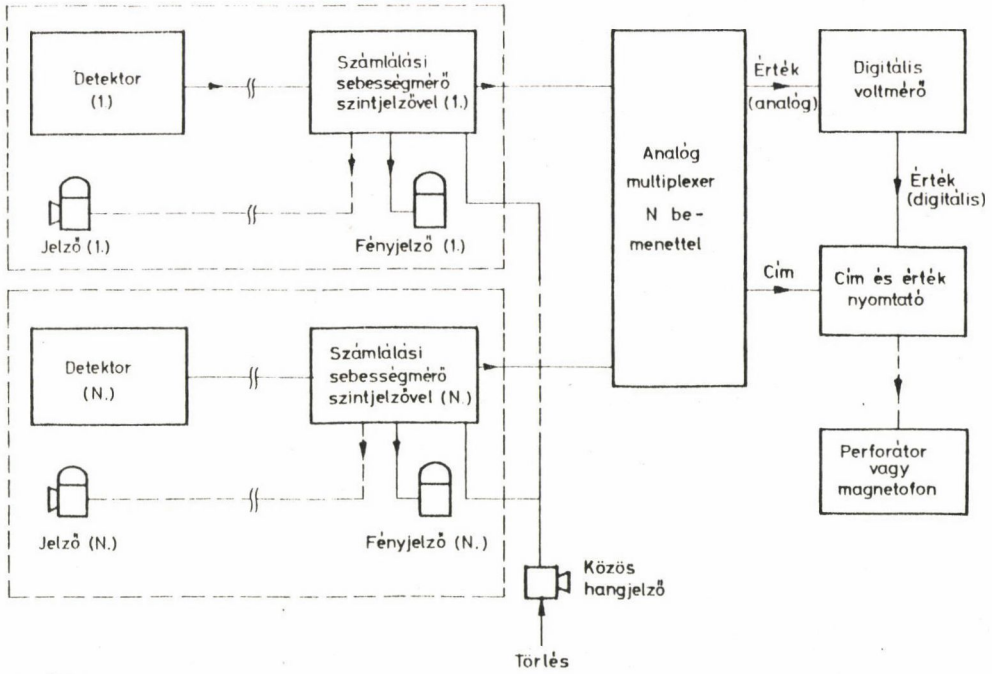 Detektor
(1.)
Számlálási
sebességmérő
szintjelzővel (1.)
Jelző (1.)
Fényjelző (1.)
Detektor
(N.)
Számlálási
sebességmérő
szintjelzővel (N.)
Jelző (N.)
Fényjelző (N.)
Közös
hangjelző
Törlés
Analóg
multiplexer
N be-
menettel
Érték
(analóg)
Cím
Digitális
voltmérő
Érték
(digitális)
Cím és érték
nyomtató
Perforátor
vagy
magnetofon